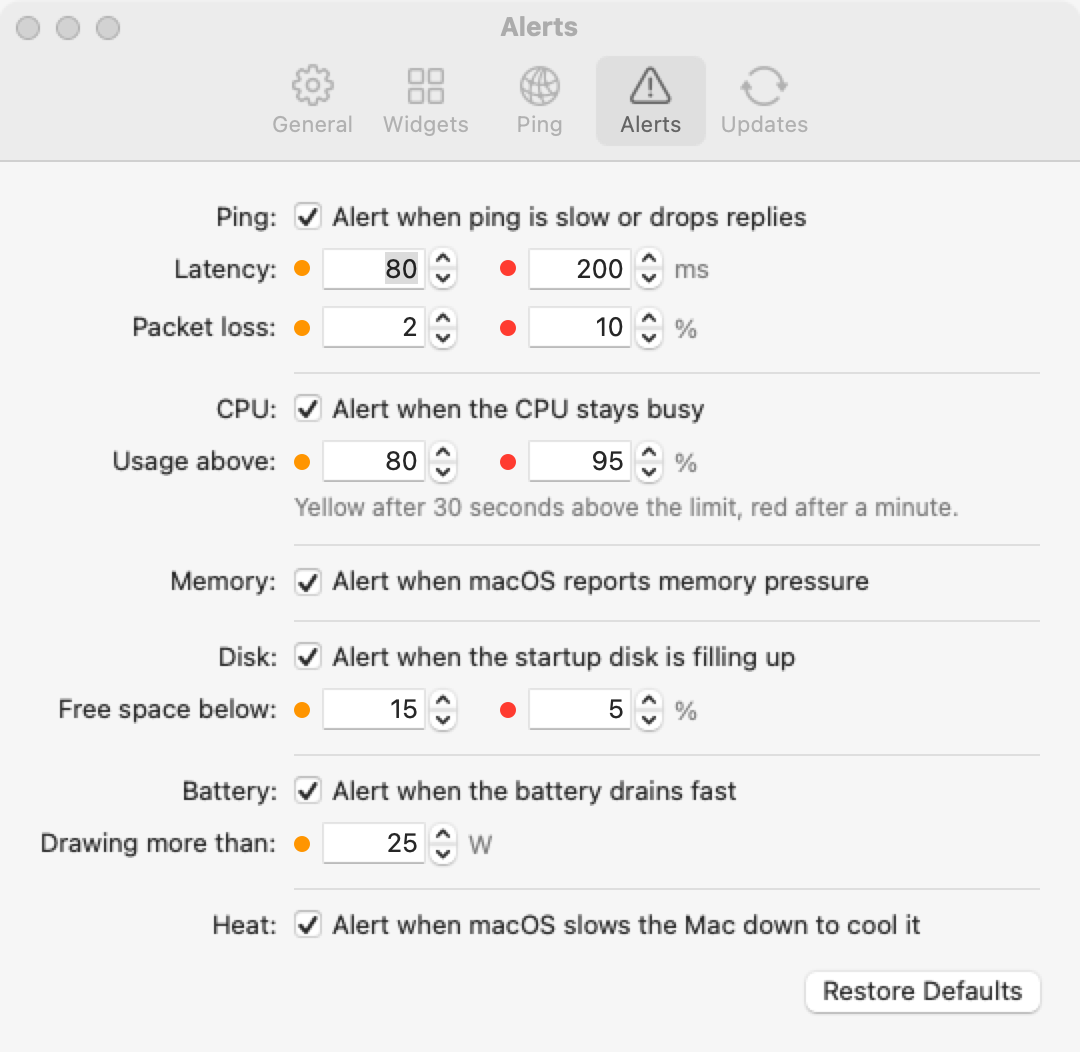 Alerts
General Widgets Ping Alerts Updates
Ping: Alert when ping is slow or drops replies
Latency: 80 200 ms
Packet loss: 2 10 %
CPU: Alert when the CPU stays busy
Usage above: 80 95 %
Yellow after 30 seconds above the limit, red after a minute.
Memory: Alert when macOS reports memory pressure
Disk: Alert when the startup disk is filling up
Free space below: 15 5 %
Battery: Alert when the battery drains fast
Drawing more than: 25 W
Heat: Alert when macOS slows the Mac down to cool it
Restore Defaults